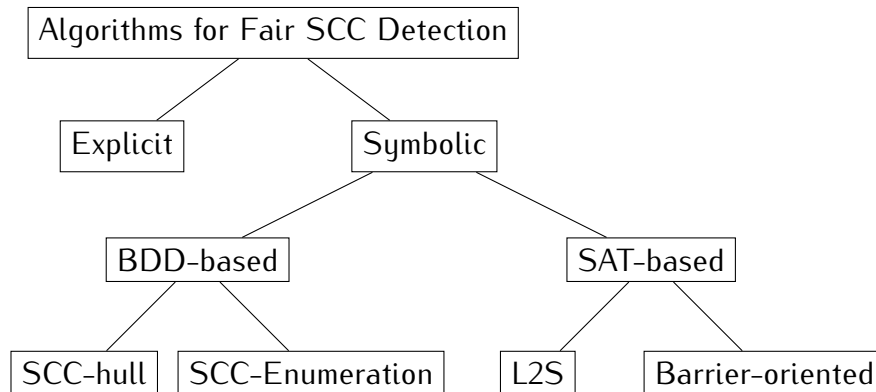 Algorithms for Fair SCC Detection
Explicit
Symbolic
BDD-based
SAT-based
SCC-hull
SCC-Enumeration
L2S
Barrier-oriented